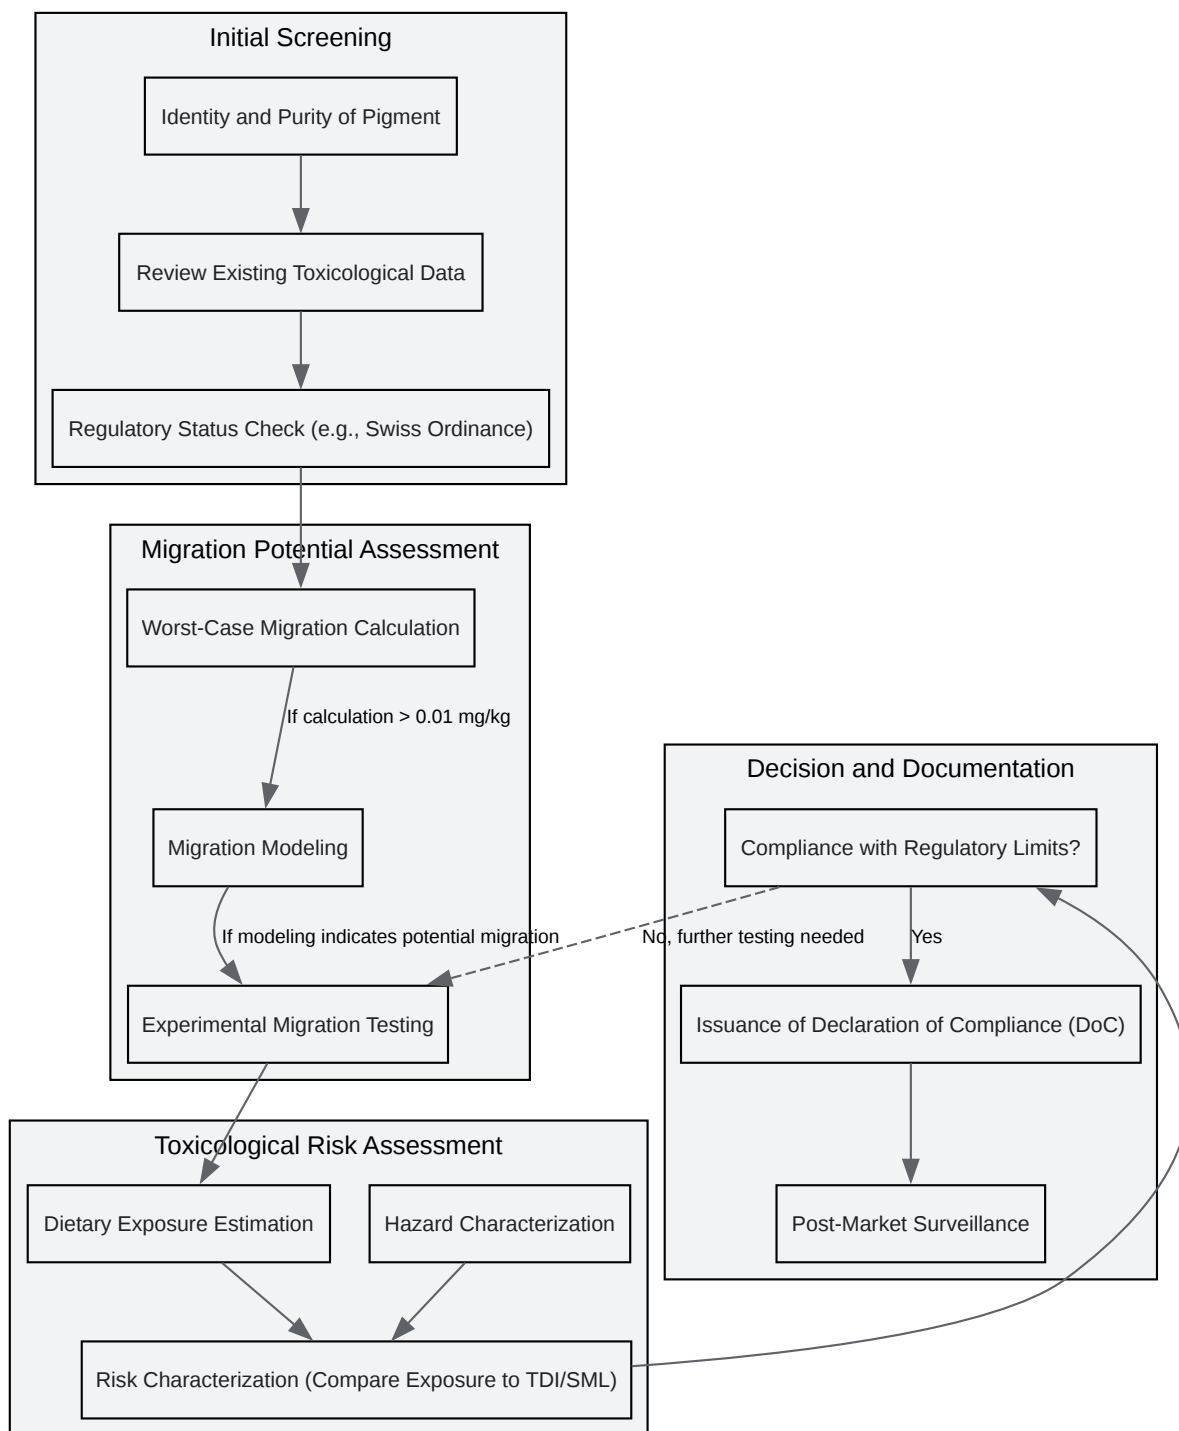 Initial Screening
Identity and Purity of Pigment
Review Existing Toxicological Data
Regulatory Status Check (e.g., Swiss Ordinance)
Migration Potential Assessment
Worst-Case Migration Calculation
If calculation > 0.01 mg/kg
Migration Modeling
If modeling indicates potential migration
Experimental Migration Testing
Toxicological Risk Assessment
Dietary Exposure Estimation
Hazard Characterization
Risk Characterization (Compare Exposure to TDI/SML)
Decision and Documentation
Compliance with Regulatory Limits?
No, further testing needed
Yes
Issuance of Declaration of Compliance (DoC)
Post-Market Surveillance